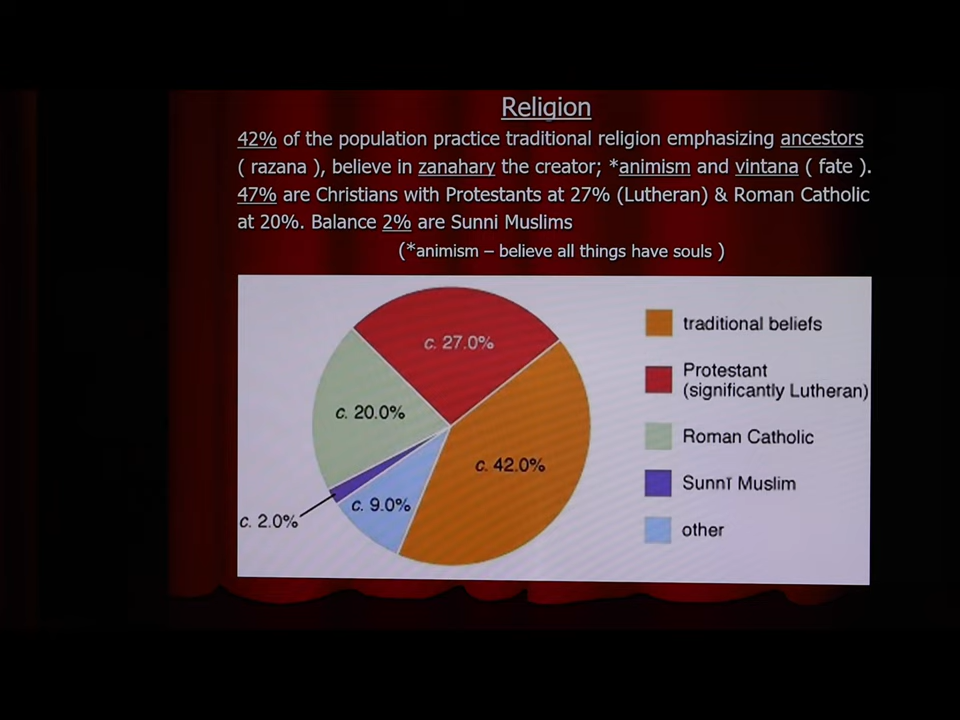 Religion
42% of the population practice traditional religion emphasizing ancestors
( razana ), believe in zanahary the creator; *animism and vintana ( fate ).
47% are Christians with Protestants at 27% (Lutheran) & Roman Catholic
at 20%. Balance 2% are Sunni Muslims
(*animism – believe all things have souls )
c. 27.0%
c. 20.0%
c. 42.0%
c. 9.0%
c. 2.0%
traditional beliefs
Protestant
(significantly Lutheran)
Roman Catholic
Sunnī Muslim
other